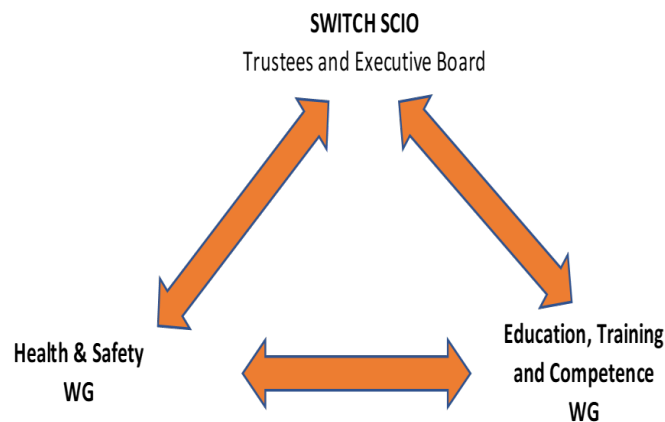 SWITCH SCIO
Trustees and Executive Board
Health & Safety
WG
Education, Training
and Competence
WG